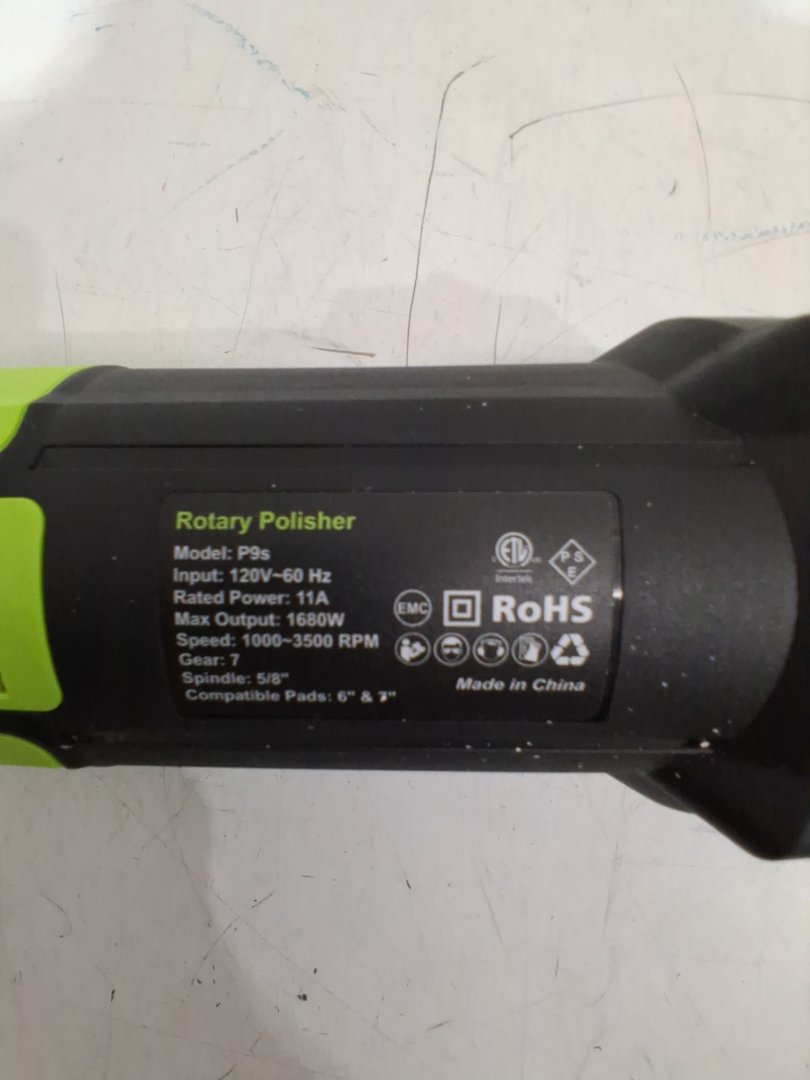 Rotary Polisher
Model: P9s
Input: 120V~60 Hz
Rated Power: 11A
Max Output: 1680W
Speed: 1000~3500 RPM
Gear: 7
Spindle: 5/8"
Compatible Pads: 6" & 7"
ETL
Intertek
P S
E
EMC
RoHS
Made in China